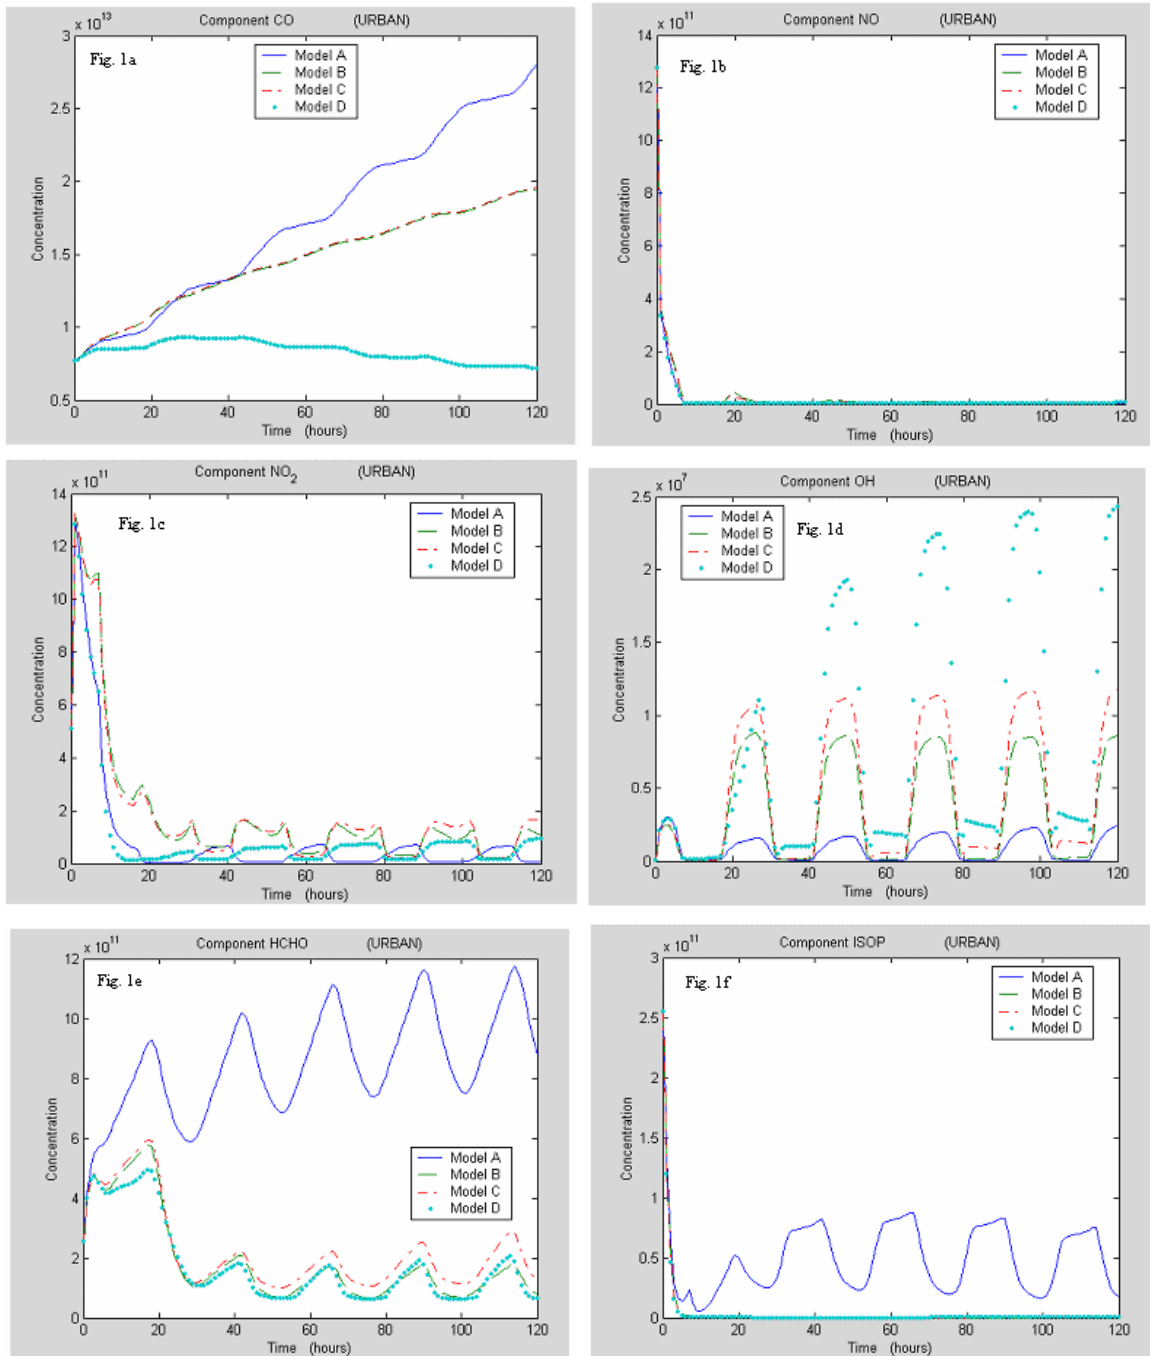 x 10^13
Component CO (URBAN)
Fig. 1a
Model A
Model B
Model C
Model D
3
2.5
2
1.5
1
0.5
0 20 40 60 80 100 120
Concentration
Time (hours)
x 10^11
Component NO (URBAN)
Fig. 1b
Model A
Model B
Model C
Model D
14
12
10
8
6
4
2
0
0 20 40 60 80 100 120
Concentration
Time (hours)
x 10^11
Component NO₂ (URBAN)
Fig. 1c
Model A
Model B
Model C
Model D
14
12
10
8
6
4
2
0
0 20 40 60 80 100 120
Concentration
Time (hours)
x 10^7
Component OH (URBAN)
Fig. 1d
Model A
Model B
Model C
Model D
2.5
2
1.5
1
0.5
0
0 20 40 60 80 100 120
Concentration
Time (hours)
x 10^11
Component HCHO (URBAN)
Fig. 1e
Model A
Model B
Model C
Model D
12
10
8
6
4
2
0
0 20 40 60 80 100 120
Concentration
Time (hours)
x 10^11
Component ISOP (URBAN)
Fig. 1f
Model A
Model B
Model C
Model D
3
2.5
2
1.5
1
0.5
0
0 20 40 60 80 100 120
Concentration
Time (hours)